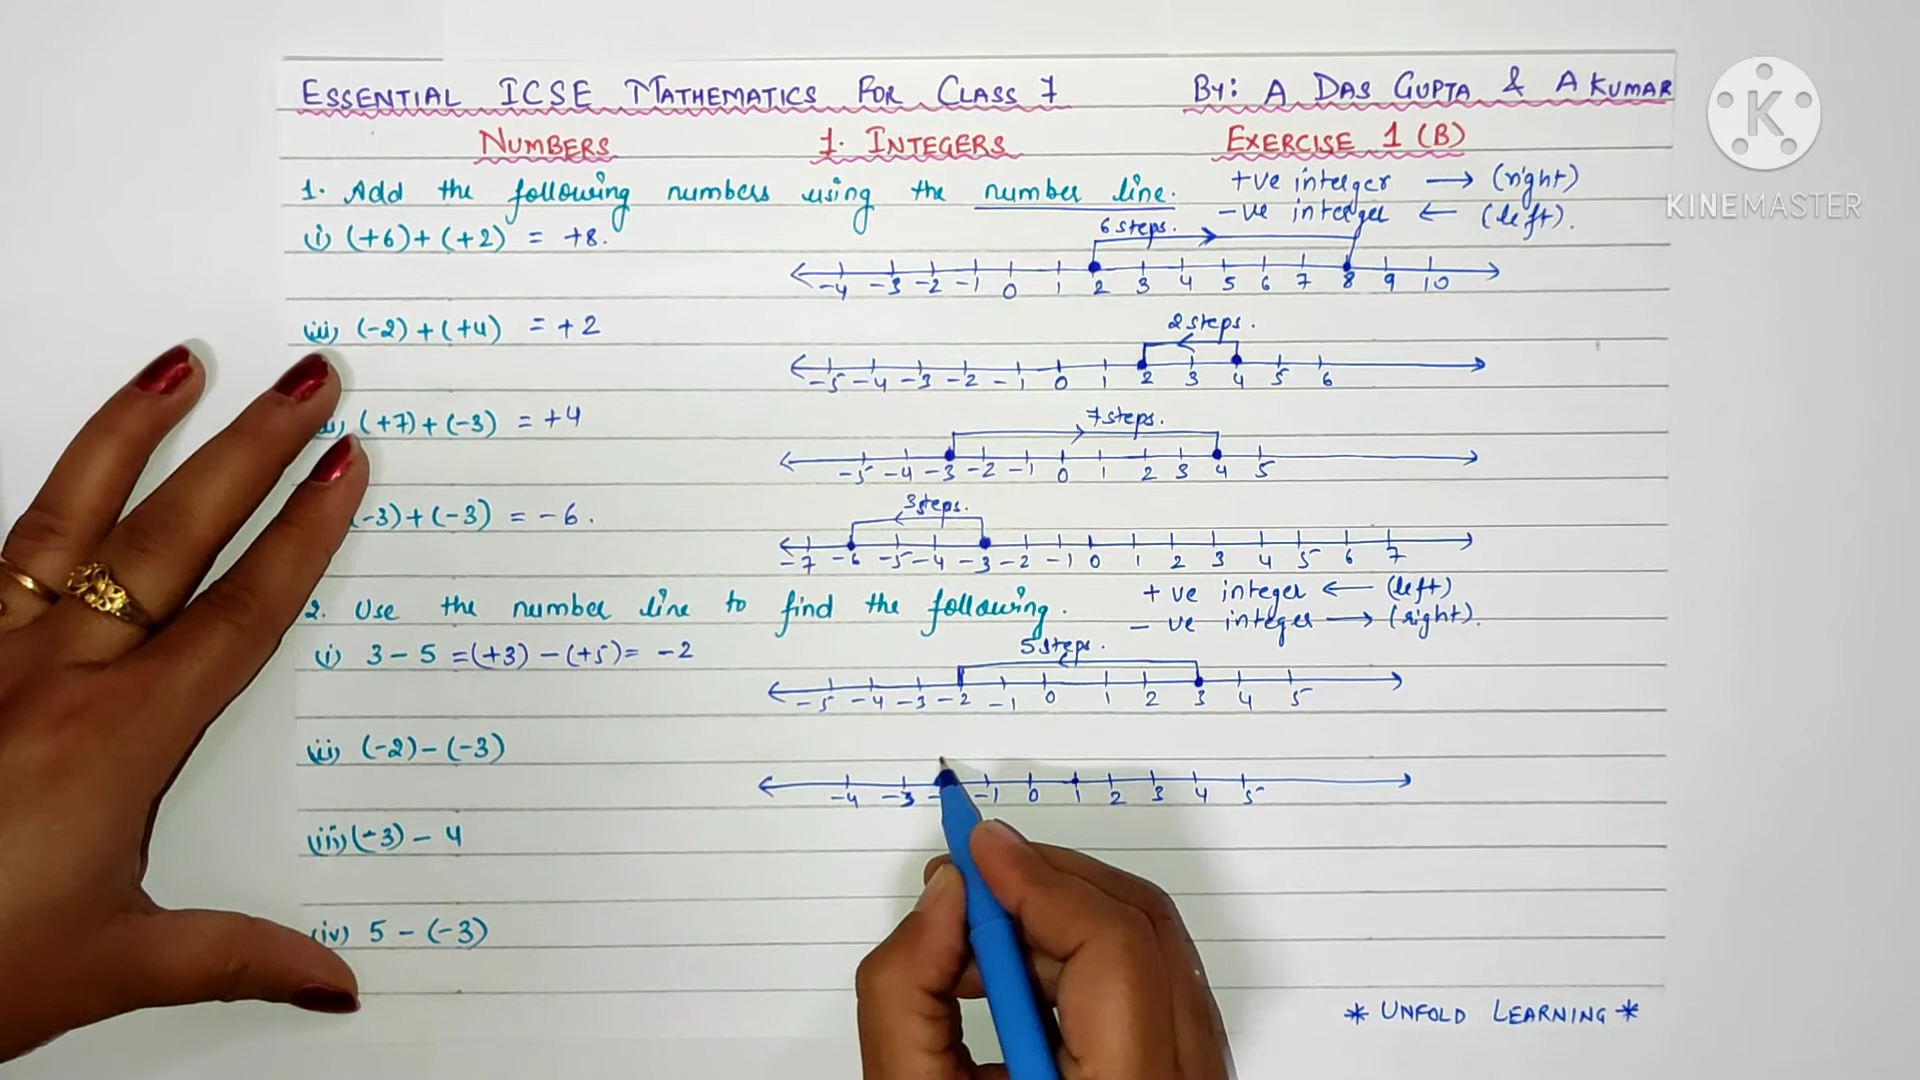 ESSENTIAL ICSE MATHEMATICS FOR CLASS 7 BY: A DAS GUPTA & A KUMAR
NUMBERS 1. INTEGERS EXERCISE 1 (B)
1. Add the following numbers using the number line. +ve interger → (right)
-ve interger ← (left).
(i) (+6)+(+2) = +8. 6 steps.
-4 -3 -2 -1 0 1 2 3 4 5 6 7 8 9 10
(ii) (-2)+(+4) = +2 2 steps.
-5 -4 -3 -2 -1 0 1 2 3 4 5 6
(+7)+(-3) = +4 7 steps.
-5 -4 -3 -2 -1 0 1 2 3 4 5
-3)+(-3) = -6. 3 steps.
-7 -6 -5 -4 -3 -2 -1 0 1 2 3 4 5 6 7
2. Use the number line to find the following. +ve integer ← (left)
-ve integer → (right).
(i) 3-5 =(+3)-(+5)= -2 5 steps.
-5 -4 -3 -2 -1 0 1 2 3 4 5
(ii) (-2)-(-3)
-4 -3 - -1 0 1 2 3 4 5
(iii) (-3)-4
(iv) 5-(-3)
* UNFOLD LEARNING *
K
KINEMASTER